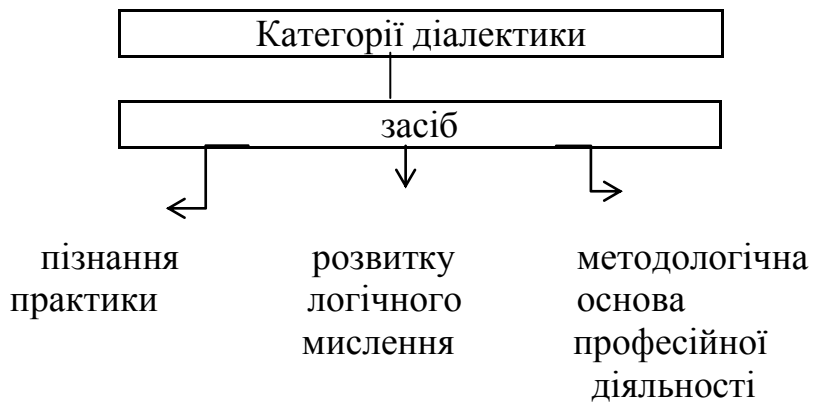 Категорії діалектики
засіб
пізнання
практики
розвитку
логічного
мислення
методологічна
основа
професійної
діяльності